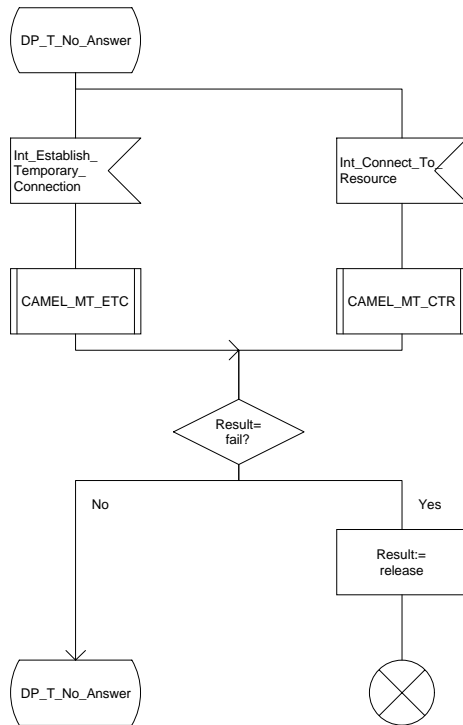 DP_T_No_Answer
Int_Establish_
Temporary_
Connection
Int_Connect_To_
Resource
CAMEL_MT_ETC
CAMEL_MT_CTR
Result=
fail?
No
Yes
Result:=
release
DP_T_No_Answer